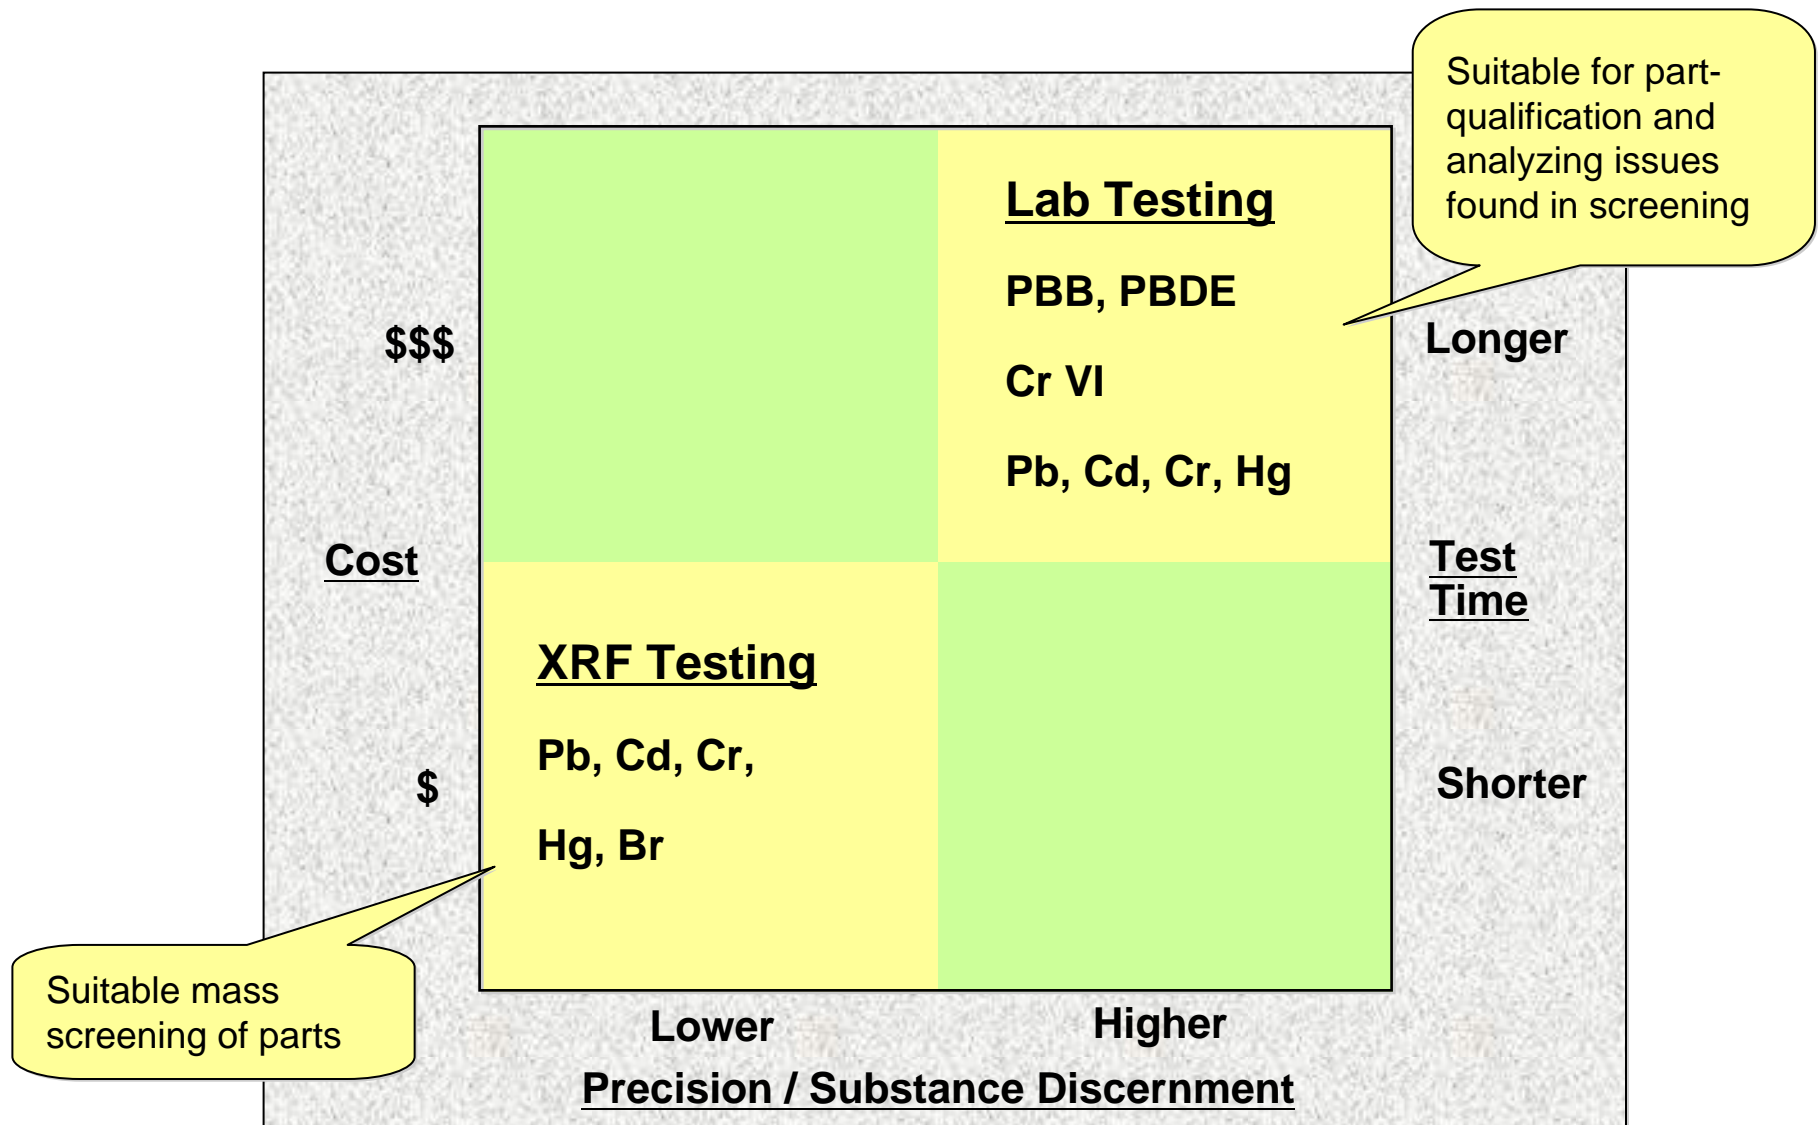 Suitable for part-
qualification and
analyzing issues
found in screening
Lab Testing
PBB, PBDE
Cr VI
Pb, Cd, Cr, Hg
$$$
Longer
Cost
Test
Time
XRF Testing
Pb, Cd, Cr,
Hg, Br
$
Shorter
Suitable mass
screening of parts
Lower
Higher
Precision / Substance Discernment